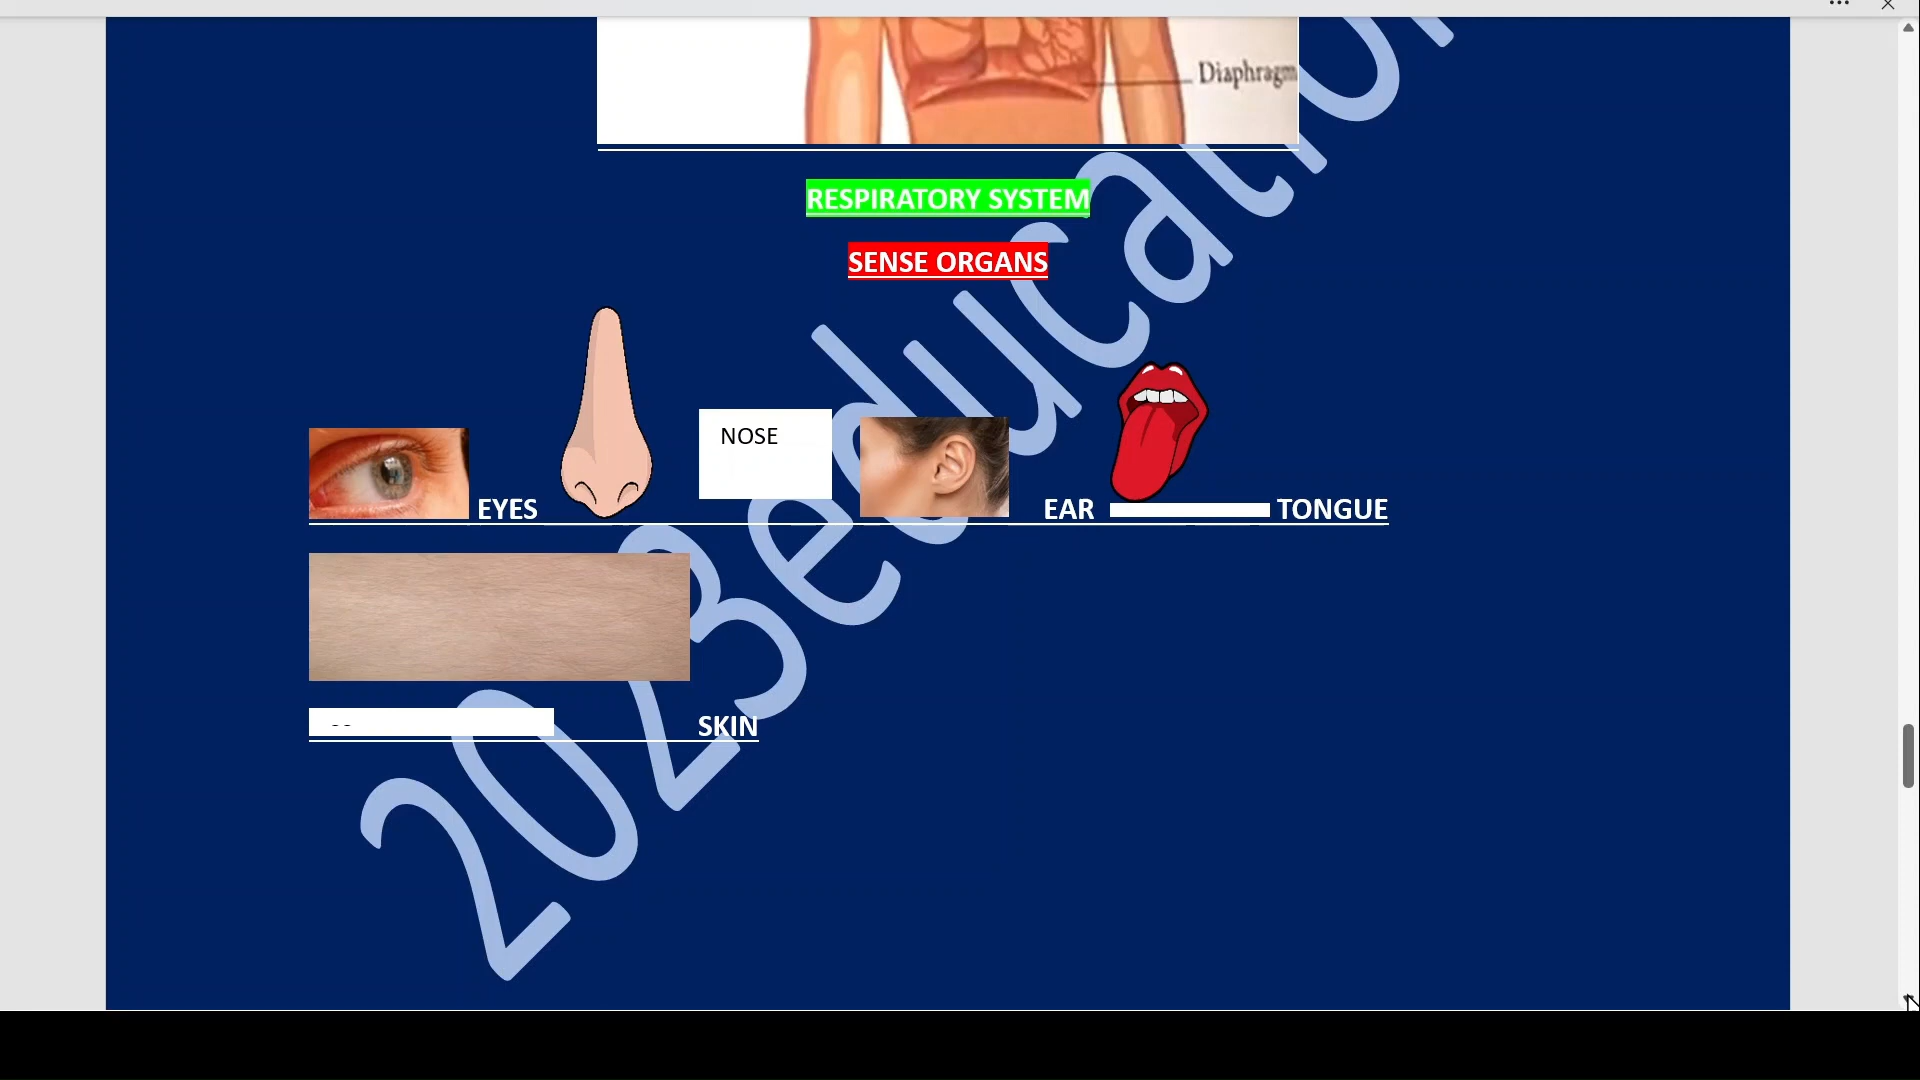 Diaphragm
RESPIRATORY SYSTEM
SENSE ORGANS
NOSE
EYES EAR TONGUE
SKIN
2023education